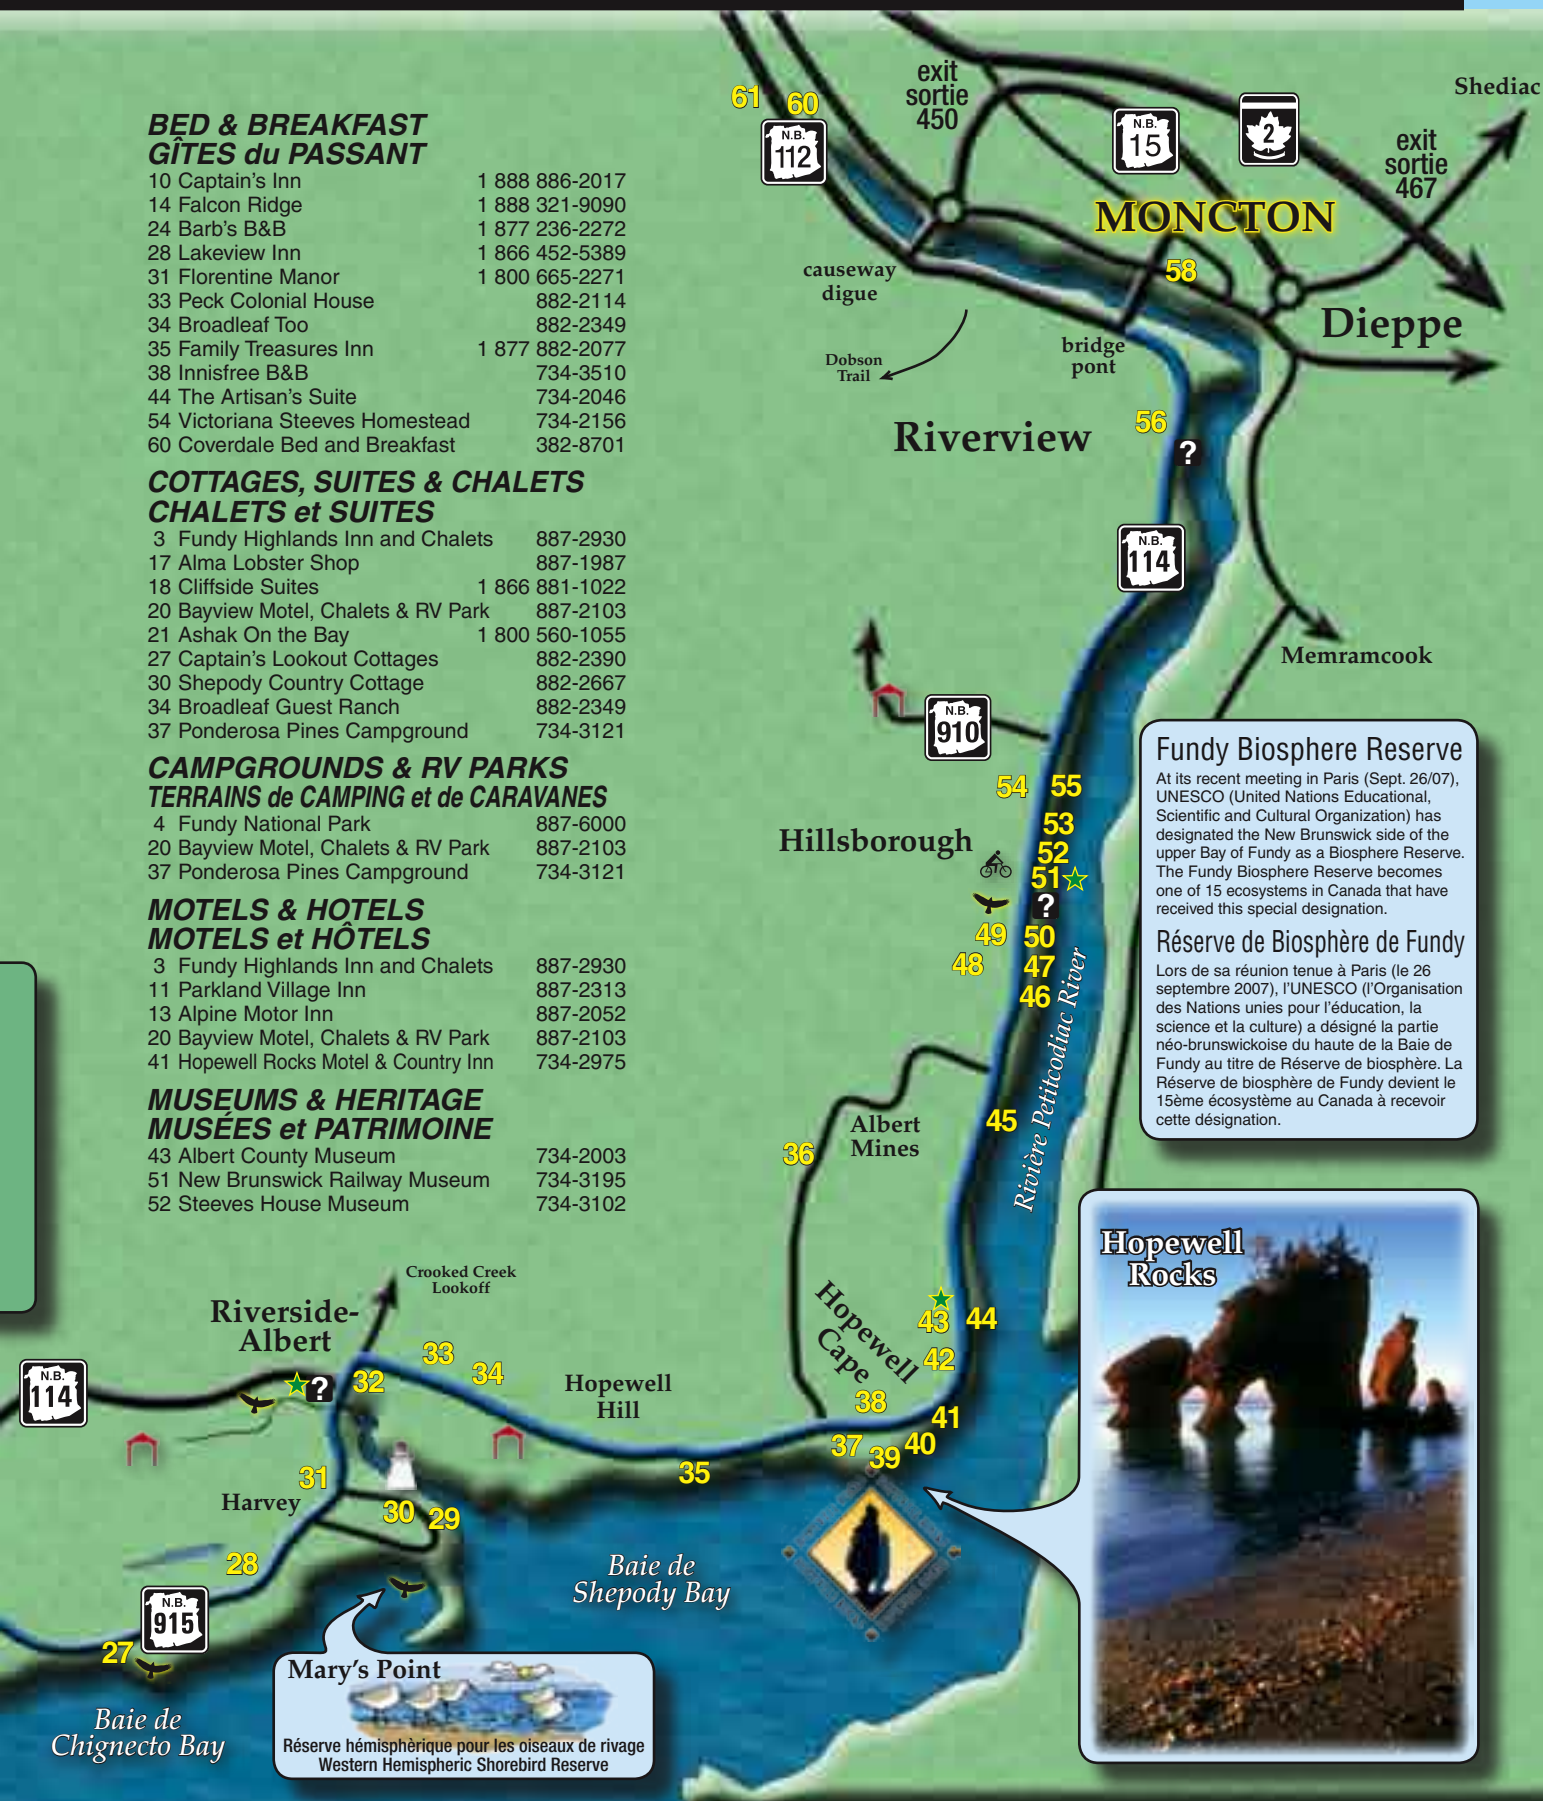 BED & BREAKFAST
GÎTES du PASSANT
10 Captain's Inn 1 888 886-2017
14 Falcon Ridge 1 888 321-9090
24 Barb's B&B 1 877 236-2272
28 Lakeview Inn 1 866 452-5389
31 Florentine Manor 1 800 665-2271
33 Peck Colonial House 882-2114
34 Broadleaf Too 882-2349
35 Family Treasures Inn 1 877 882-2077
38 Innisfree B&B 734-3510
44 The Artisan's Suite 734-2046
54 Victoriana Steeves Homestead 734-2156
60 Coverdale Bed and Breakfast 382-8701
COTTAGES, SUITES & CHALETS
CHALETS et SUITES
3 Fundy Highlands Inn and Chalets 887-2930
17 Alma Lobster Shop 887-1987
18 Cliffside Suites 1 866 881-1022
20 Bayview Motel, Chalets & RV Park 887-2103
21 Ashak On the Bay 1 800 560-1055
27 Captain's Lookout Cottages 882-2390
30 Shepody Country Cottage 882-2667
34 Broadleaf Guest Ranch 882-2349
37 Ponderosa Pines Campground 734-3121
CAMPGROUNDS & RV PARKS
TERRAINS de CAMPING et de CARAVANES
4 Fundy National Park 887-6000
20 Bayview Motel, Chalets & RV Park 887-2103
37 Ponderosa Pines Campground 734-3121
MOTELS & HOTELS
MOTELS et HÔTELS
3 Fundy Highlands Inn and Chalets 887-2930
11 Parkland Village Inn 887-2313
13 Alpine Motor Inn 887-2052
20 Bayview Motel, Chalets & RV Park 887-2103
41 Hopewell Rocks Motel & Country Inn 734-2975
MUSEUMS & HERITAGE
MUSÉES et PATRIMOINE
43 Albert County Museum 734-2003
51 New Brunswick Railway Museum 734-3195
52 Steeves House Museum 734-3102
61
60
N.B.
112
exit
sortie
450
N.B.
15
2
exit
sortie
467
Shediac
MONCTON
58
causeway
digue
Dieppe
bridge
pont
Dobson
Trail
56
Riverview
?
N.B.
114
Memramcook
N.B.
910
54
55
53
Hillsborough
52
51
?
49
50
48
47
46
Rivière Petitcodiac River
45
Albert
Mines
36
Fundy Biosphere Reserve
At its recent meeting in Paris (Sept. 26/07),
UNESCO (United Nations Educational,
Scientific and Cultural Organization) has
designated the New Brunswick side of the
upper Bay of Fundy as a Biosphere Reserve.
The Fundy Biosphere Reserve becomes
one of 15 ecosystems in Canada that have
received this special designation.
Réserve de Biosphère de Fundy
Lors de sa réunion tenue à Paris (le 26
septembre 2007), l'UNESCO (l'Organisation
des Nations unies pour l'éducation, la
science et la culture) a désigné la partie
néo-brunswickoise du haute de la Baie de
Fundy au titre de Réserve de biosphère. La
Réserve de biosphère de Fundy devient le
15ème écosystème au Canada à recevoir
cette désignation.
Hopewell
Rocks
Crooked Creek
Lookoff
Riverside-
Albert
N.B.
114
?
32
33
34
Hopewell
Hill
Hopewell
Cape
43
44
42
38
41
37
39
40
35
31
Harvey
30
29
28
N.B.
915
27
Baie de
Shepody Bay
Mary's Point
Réserve hémisphèrique pour les oiseaux de rivage
Western Hemispheric Shorebird Reserve
Baie de
Chignecto Bay